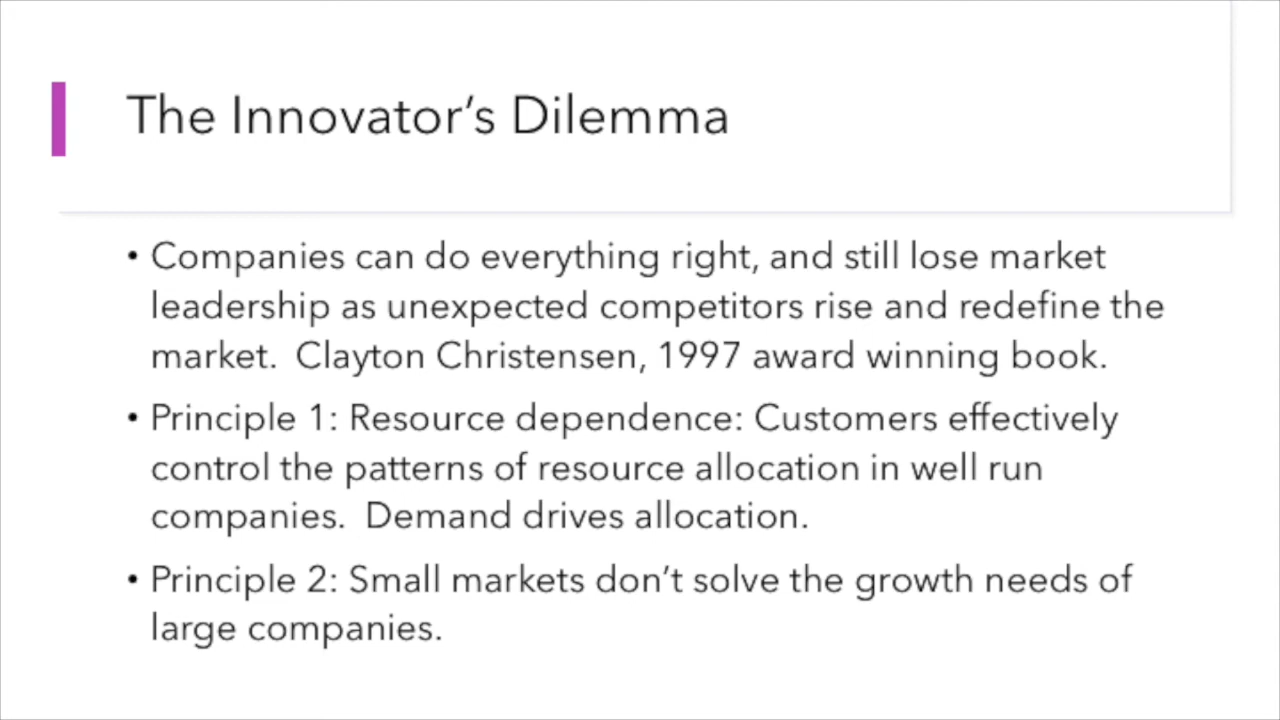 The Innovator’s Dilemma
• Companies can do everything right, and still lose market
leadership as unexpected competitors rise and redefine the
market.  Clayton Christensen, 1997 award winning book.
• Principle 1: Resource dependence: Customers effectively
control the patterns of resource allocation in well run
companies.  Demand drives allocation.
• Principle 2: Small markets don’t solve the growth needs of
large companies.